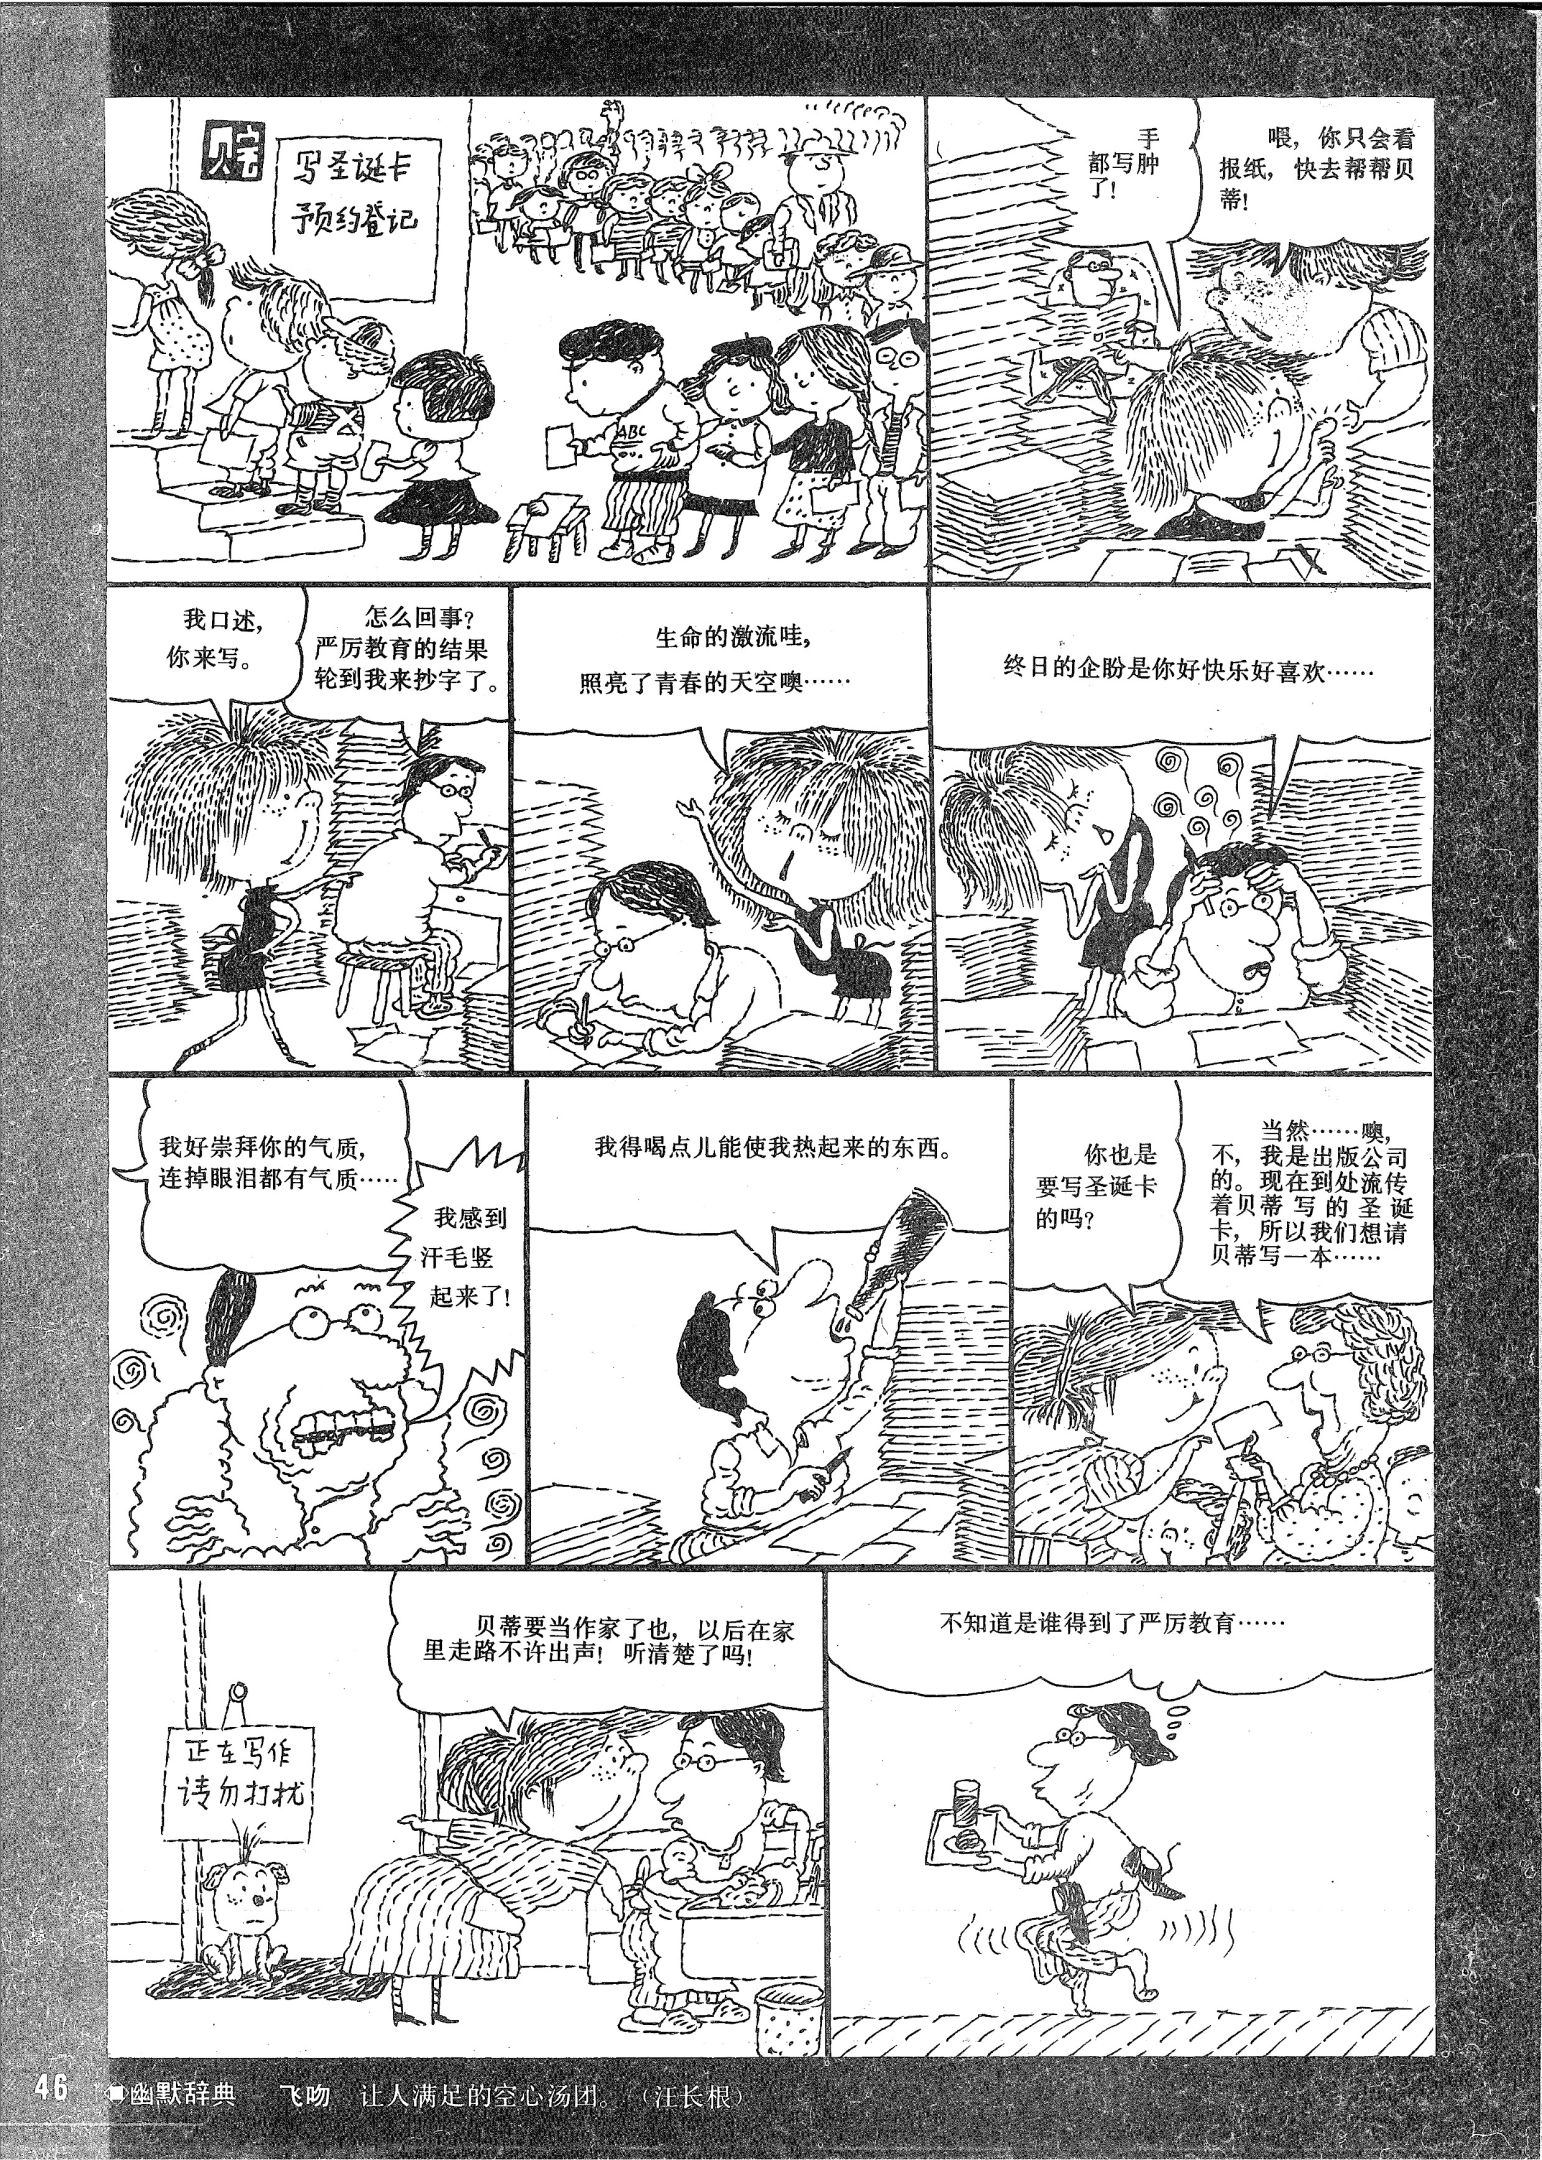 贝宅
写圣诞卡
预约登记
手
都写肿
了！
喂，你只会看
报纸，快去帮帮贝
蒂！
我口述，
你来写。
怎么回事？
严厉教育的结果
轮到我来抄字了。
生命的激流哇，
照亮了青春的天空噢……
终日的企盼是你好快乐好喜欢……
我好崇拜你的气质，
连掉眼泪都有气质……
我感到
汗毛竖
起来了！
我得喝点儿能使我热起来的东西。
你也是
要写圣诞卡
的吗？
当然……噢，
不，我是出版公司
的。现在到处流传
着贝蒂写的圣诞
卡，所以我们想请
贝蒂写一本……
正在写作
请勿打扰
贝蒂要当作家了也，以后在家
里走路不许出声！听清楚了吗！
不知道是谁得到了严厉教育……
ABC
46 幽默辞典 飞吻 让人满足的空心汤团。（汪长根）